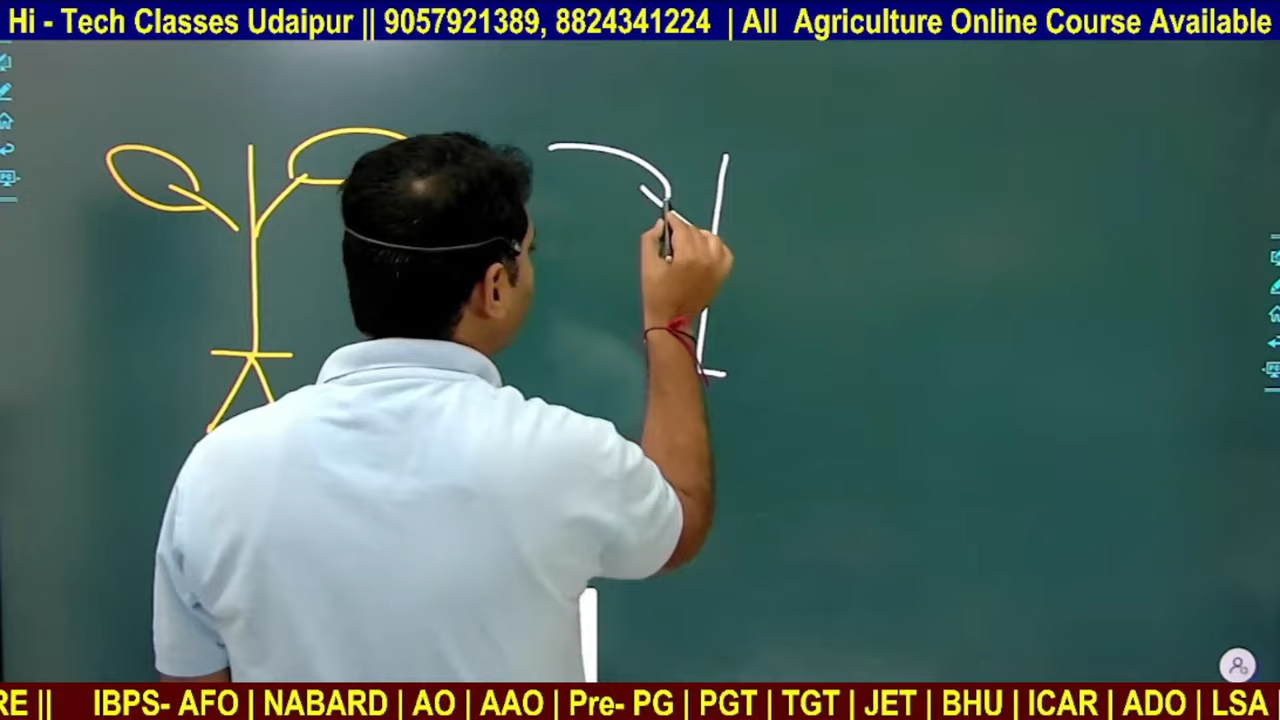 Hi - Tech Classes Udaipur || 9057921389, 8824341224 | All Agriculture Online Course Available
RE || IBPS- AFO | NABARD | AO | AAO | Pre- PG | PGT | TGT | JET | BHU | ICAR | ADO | LSA